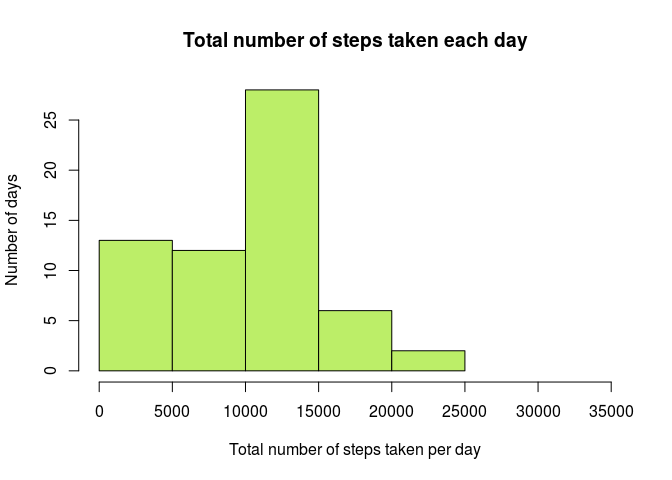 Total number of steps taken each day
Number of days
25
20
15
10
5
0
0 5000 10000 15000 20000 25000 30000 35000
Total number of steps taken per day